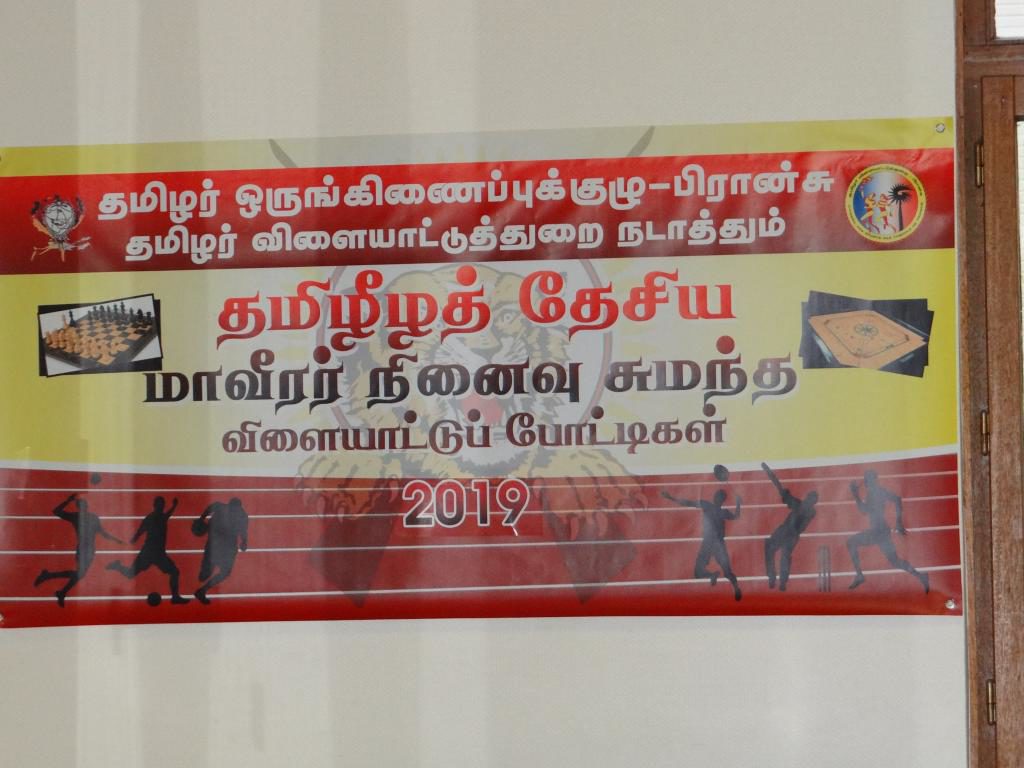 தமிழர் ஒருங்கிணைப்புக்குழு-பிரான்சு
தமிழர் விளையாட்டுத்துறை நடாத்தும்
தமிழீழத் தேசிய
மாவீரர் நினைவு சுமந்த
விளையாட்டுப் போட்டிகள்
2019